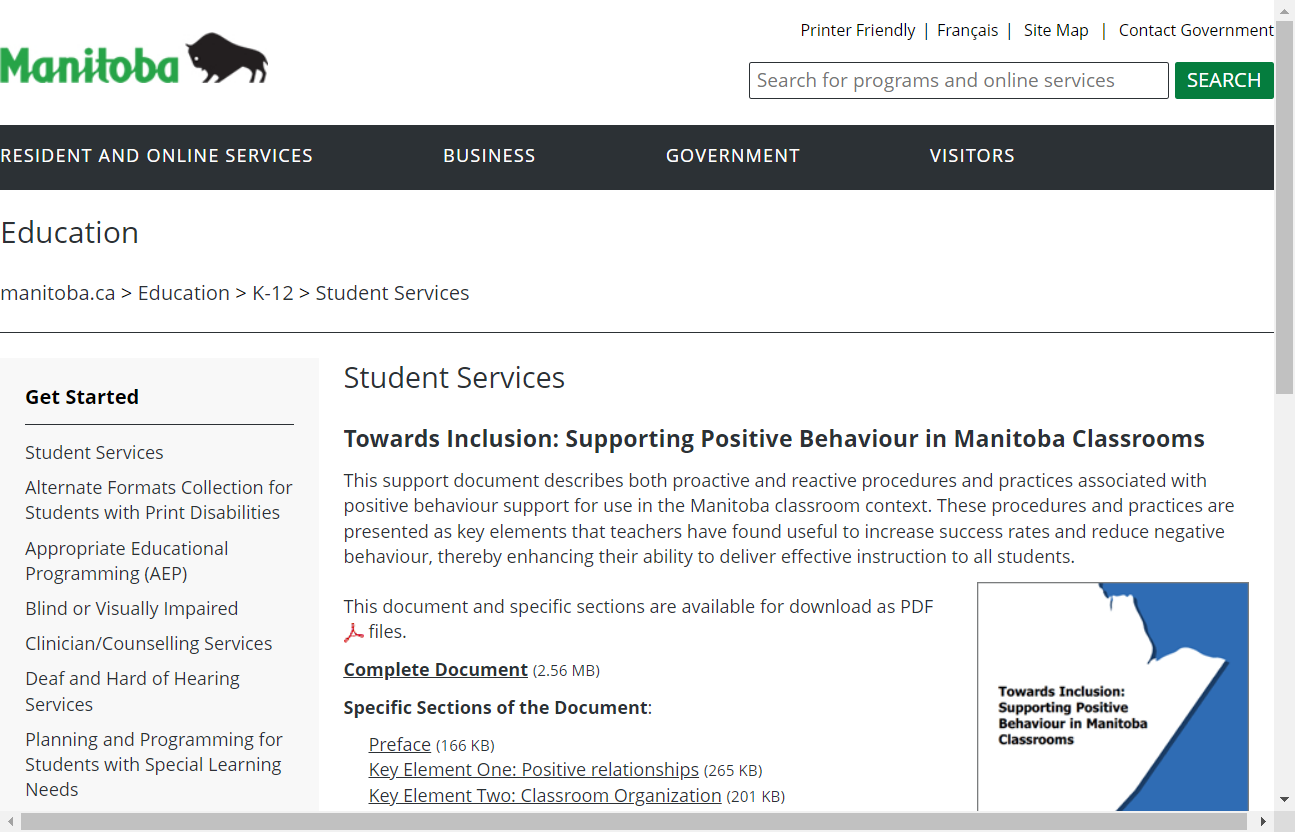 Printer Friendly | Français | Site Map | Contact Government
Manitoba
Search for programs and online services
SEARCH
RESIDENT AND ONLINE SERVICES BUSINESS GOVERNMENT VISITORS
Education
manitoba.ca > Education > K-12 > Student Services
Get Started
Student Services
Alternate Formats Collection for
Students with Print Disabilities
Appropriate Educational
Programming (AEP)
Blind or Visually Impaired
Clinician/Counselling Services
Deaf and Hard of Hearing
Services
Planning and Programming for
Students with Special Learning
Needs
Student Services
Towards Inclusion: Supporting Positive Behaviour in Manitoba Classrooms
This support document describes both proactive and reactive procedures and practices associated with
positive behaviour support for use in the Manitoba classroom context. These procedures and practices are
presented as key elements that teachers have found useful to increase success rates and reduce negative
behaviour, thereby enhancing their ability to deliver effective instruction to all students.
This document and specific sections are available for download as PDF
files.
Complete Document (2.56 MB)
Specific Sections of the Document:
Preface (166 KB)
Key Element One: Positive relationships (265 KB)
Key Element Two: Classroom Organization (201 KB)
Towards Inclusion:
Supporting Positive
Behaviour in Manitoba
Classrooms